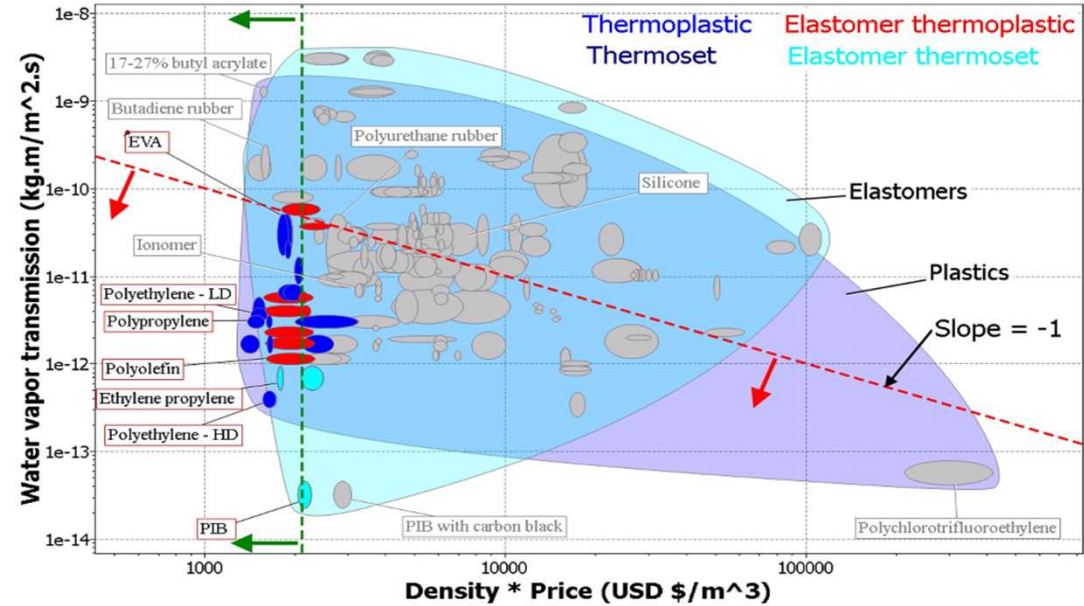 1e-8
Thermoplastic Elastomer thermoplastic
Thermoset Elastomer thermoset
17-27% butyl acrylate
1e-9
Butadiene rubber
EVA
Polyurethane rubber
1e-10
Silicone
Elastomers
Ionomer
1e-11
Plastics
Polyethylene - LD
Polypropylene
Slope = -1
1e-12
Polyolefin
Ethylene propylene
Polyethylene - HD
1e-13
PIB
PIB with carbon black
Polychlorotrifluoroethylene
1e-14
1000 10000 100000
Density * Price (USD $/m^3)
Water vapor transmission (kg.m/m^2.s)